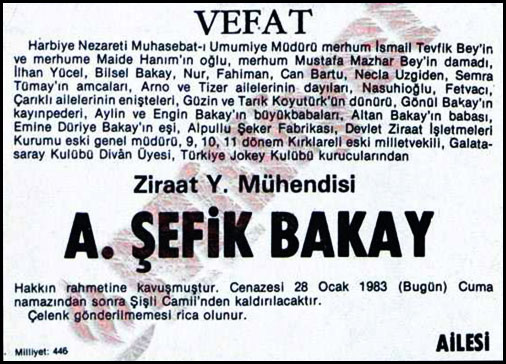 VEFAT
Harbiye Nezareti Muhasebat-ı Umumiye Müdürü merhum İsmail Tevfik Bey'in
ve merhume Maide Hanım'ın oğlu, merhum Mustafa Mazhar Bey'in damadı,
İlhan Yücel, Bilsel Bakay, Nur, Fahiman, Can Bartu, Necla Uzgiden, Semra
Tümay'ın amcaları, Arno ve Tizer ailelerinin dayıları, Nasuhioğlu, Fetvacı,
Çarıklı ailelerinin enişteleri, Güzin ve Tarık Koyutürk'ün dünürü, Gönül Bakay'ın
kayınpederi, Aylin ve Engin Bakay'ın büyükbabaları, Altan Bakay'ın babası,
Emine Düriye Bakay'ın eşi, Alpullu Şeker Fabrikası, Devlet Ziraat İşletmeleri
Kurumu eski genel müdürü, 9, 10, 11 dönem Kırklareli eski milletvekili, Galata-
saray Kulübü Divân Üyesi, Türkiye Jokey Kulübü kurucularından
Ziraat Y. Mühendisi
A. ŞEFİK BAKAY
Hakkın rahmetine kavuşmuştur. Cenazesi 28 Ocak 1983 (Bugün) Cuma
namazından sonra Şişli Camii'nden kaldırılacaktır.
Çelenk gönderilmemesi rica olunur.
AİLESİ
Milliyet: 446